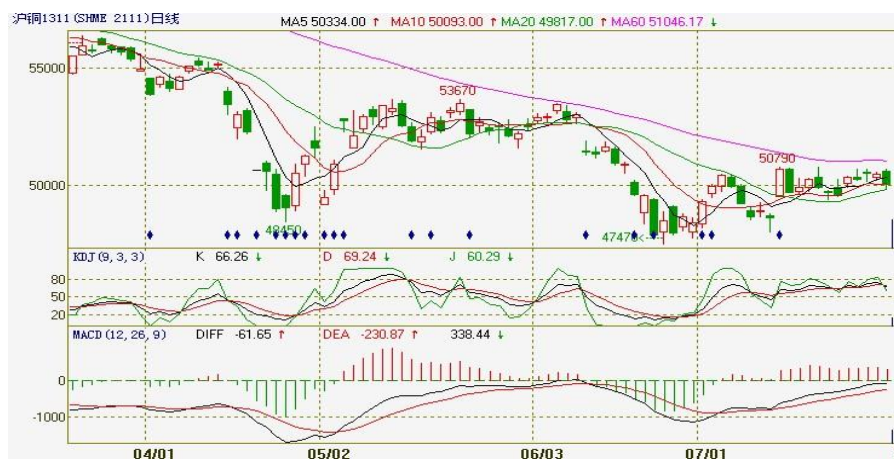 沪铜1311(SHME 2111)日线 MA5 50334.00 ↑ MA10 50093.00 ↑ MA20 49817.00 ↑ MA60 51046.17 ↓
55000
53670
50790
50000
48450
47470
KDJ(9,3,3) K 66.26 ↓ D 69.24 ↓ J 60.29 ↓
80
50
20
MACD(12,26,9) DIFF -61.65 ↑ DEA -230.87 ↑ 338.44 ↓
0
-1000
04/01 05/02 06/03 07/01